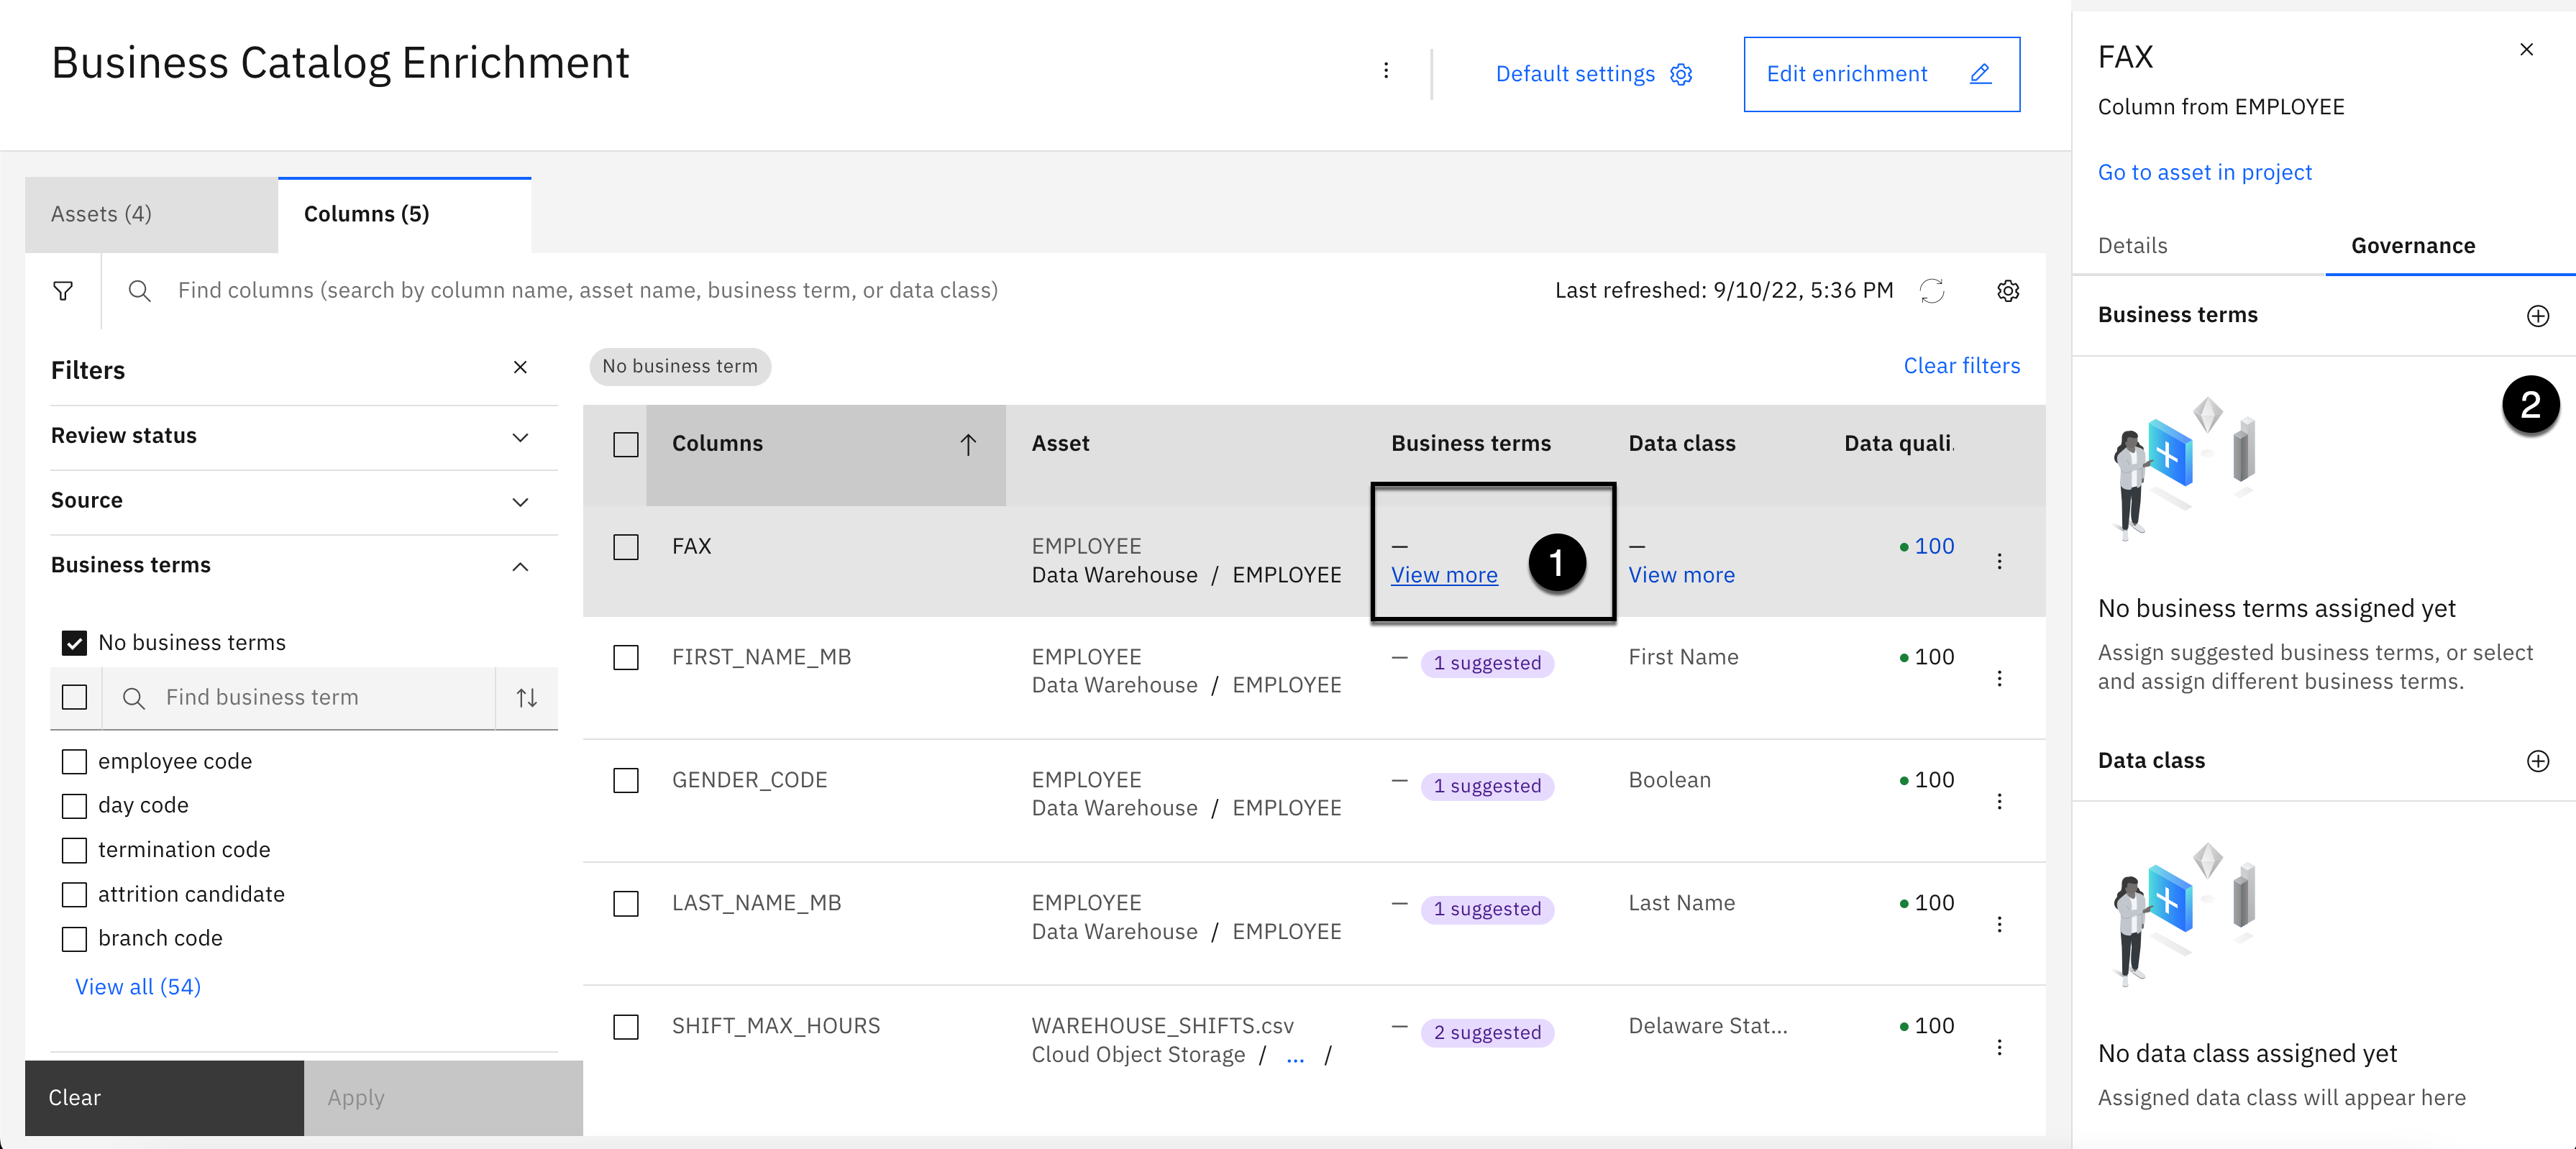 Business Catalog Enrichment
Default settings
Edit enrichment
Assets (4)
Columns (5)
Find columns (search by column name, asset name, business term, or data class)
Last refreshed: 9/10/22, 5:36 PM
Filters
Review status
Source
Business terms
No business terms
Find business term
employee code
day code
termination code
attrition candidate
branch code
View all (54)
Clear
Apply
No business term
Clear filters
Columns Asset Business terms Data class Data quali.
FAX EMPLOYEE — — 100
Data Warehouse / EMPLOYEE View more View more
1
FIRST_NAME_MB EMPLOYEE — 1 suggested First Name 100
Data Warehouse / EMPLOYEE
GENDER_CODE EMPLOYEE — 1 suggested Boolean 100
Data Warehouse / EMPLOYEE
LAST_NAME_MB EMPLOYEE — 1 suggested Last Name 100
Data Warehouse / EMPLOYEE
SHIFT_MAX_HOURS WAREHOUSE_SHIFTS.csv — 2 suggested Delaware Stat... 100
Cloud Object Storage / ... /
FAX
Column from EMPLOYEE
Go to asset in project
Details
Governance
Business terms
2
No business terms assigned yet
Assign suggested business terms, or select
and assign different business terms.
Data class
No data class assigned yet
Assigned data class will appear here